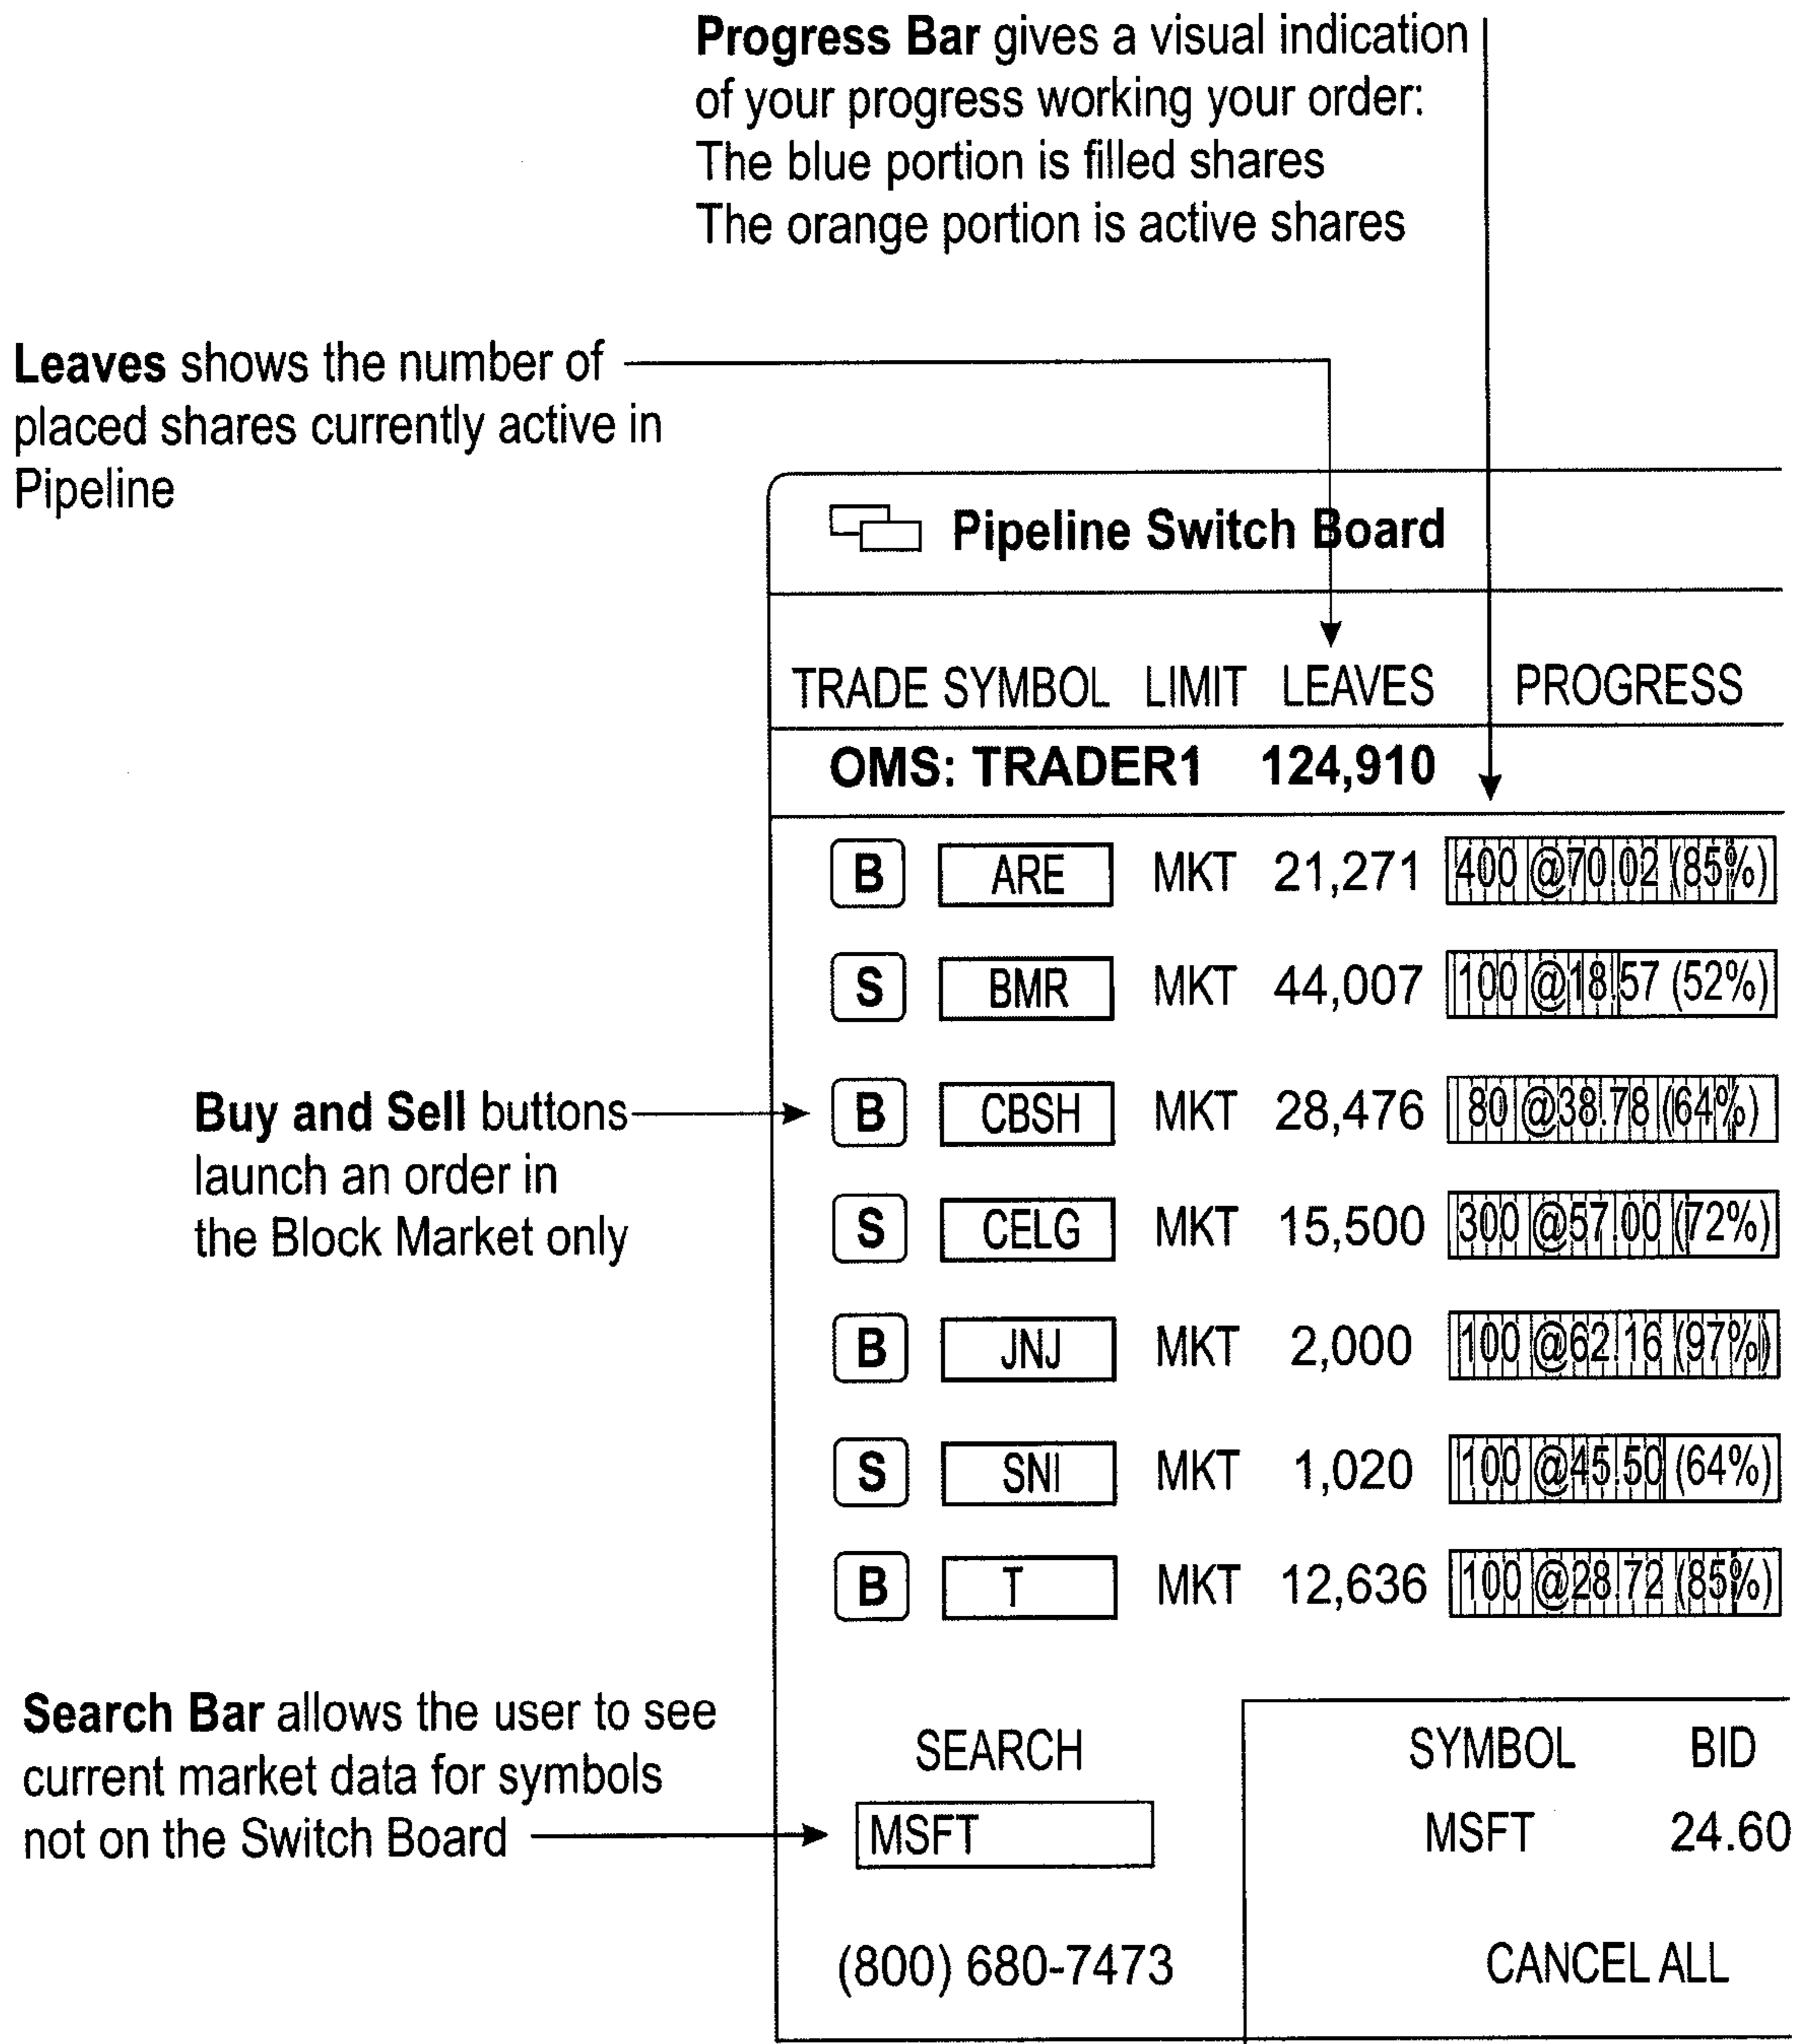 Progress Bar gives a visual indication
of your progress working your order:
The blue portion is filled shares
The orange portion is active shares
Leaves shows the number of
placed shares currently active in
Pipeline
Pipeline Switch Board
TRADE SYMBOL LIMIT LEAVES PROGRESS
OMS: TRADER1 124,910
B ARE MKT 21,271 400 @70.02 (85%)
S BMR MKT 44,007 100 @18.57 (52%)
Buy and Sell buttons
launch an order in
the Block Market only
B CBSH MKT 28,476 80 @38.78 (64%)
S CELG MKT 15,500 300 @57.00 (72%)
B JNJ MKT 2,000 100 @62.16 (97%)
S SNI MKT 1,020 100 @45.50 (64%)
B T MKT 12,636 100 @28.72 (85%)
Search Bar allows the user to see
current market data for symbols
not on the Switch Board
SEARCH SYMBOL BID
MSFT MSFT 24.60
(800) 680-7473 CANCEL ALL